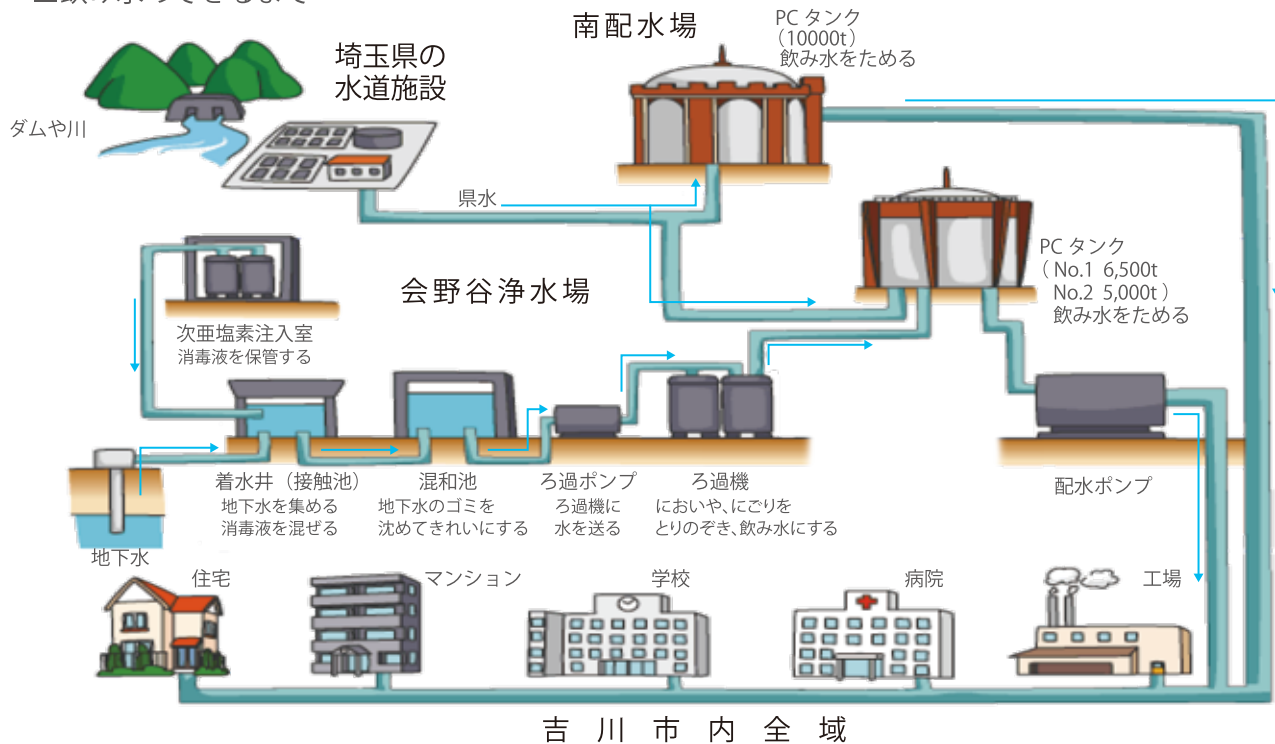 南配水場
PCタンク
（10000t）
飲み水をためる
埼玉県の
水道施設
ダムや川
県水
PCタンク
（No.1 6,500t
No.2 5,000t）
飲み水をためる
会野谷浄水場
次亜塩素注入室
消毒液を保管する
着水井（接触池）
地下水を集める
消毒液を混ぜる
混和池
地下水のゴミを
沈めてきれいにする
ろ過ポンプ
ろ過機に
水を送る
ろ過機
においや、にごりを
とりのぞき、飲み水にする
配水ポンプ
地下水
住宅
マンション
学校
病院
工場
吉川市内全域